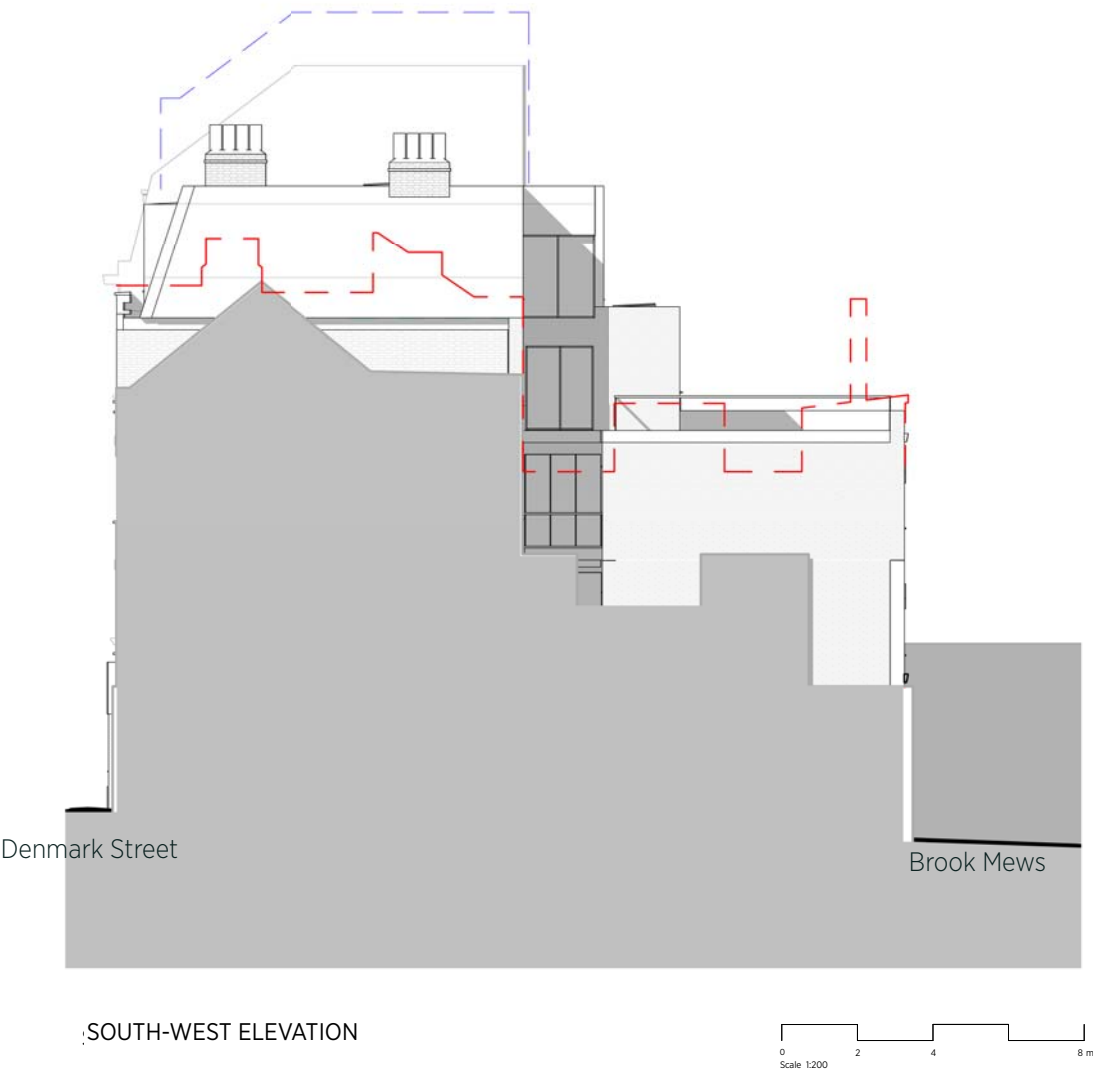 Denmark Street
Brook Mews
SOUTH-WEST ELEVATION
0 2 4 8 m
Scale 1:200